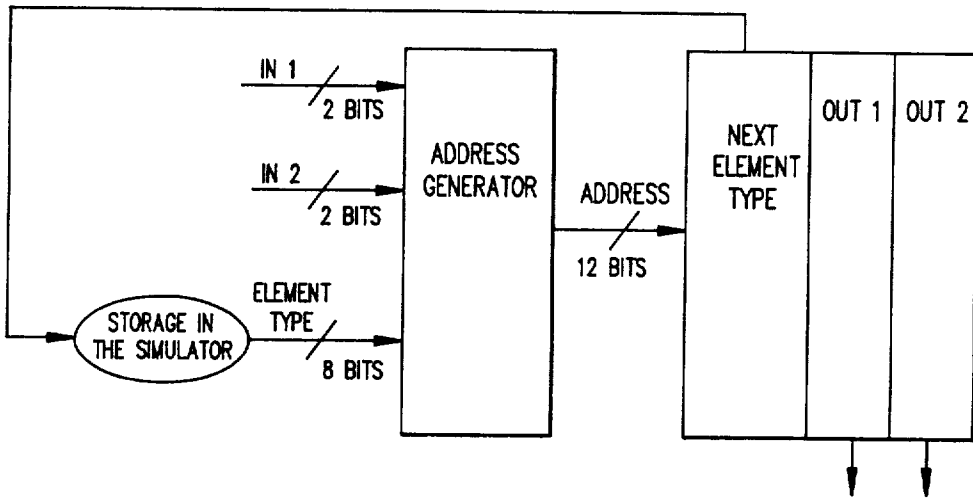 IN 1
2 BITS
IN 2
2 BITS
ELEMENT
TYPE
8 BITS
STORAGE IN
THE SIMULATOR
ADDRESS
GENERATOR
ADDRESS
12 BITS
NEXT
ELEMENT
TYPE
OUT 1
OUT 2